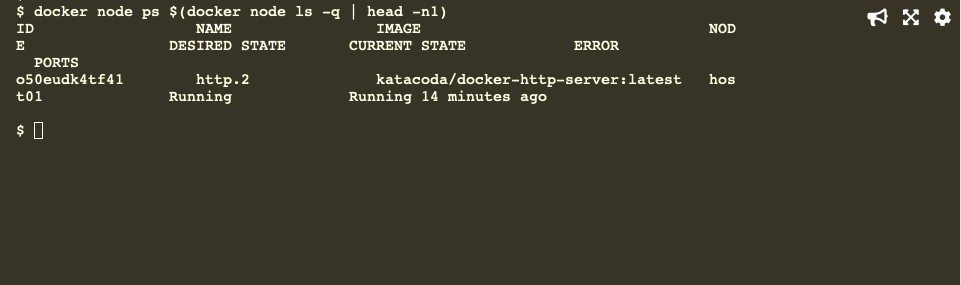 $ docker node ps $(docker node ls -q | head -n1)
ID                  NAME                IMAGE                                NOD
E                DESIRED STATE       CURRENT STATE            ERROR
  PORTS
o50eudk4tf41        http.2              katacoda/docker-http-server:latest   hos
t01              Running             Running 14 minutes ago
$